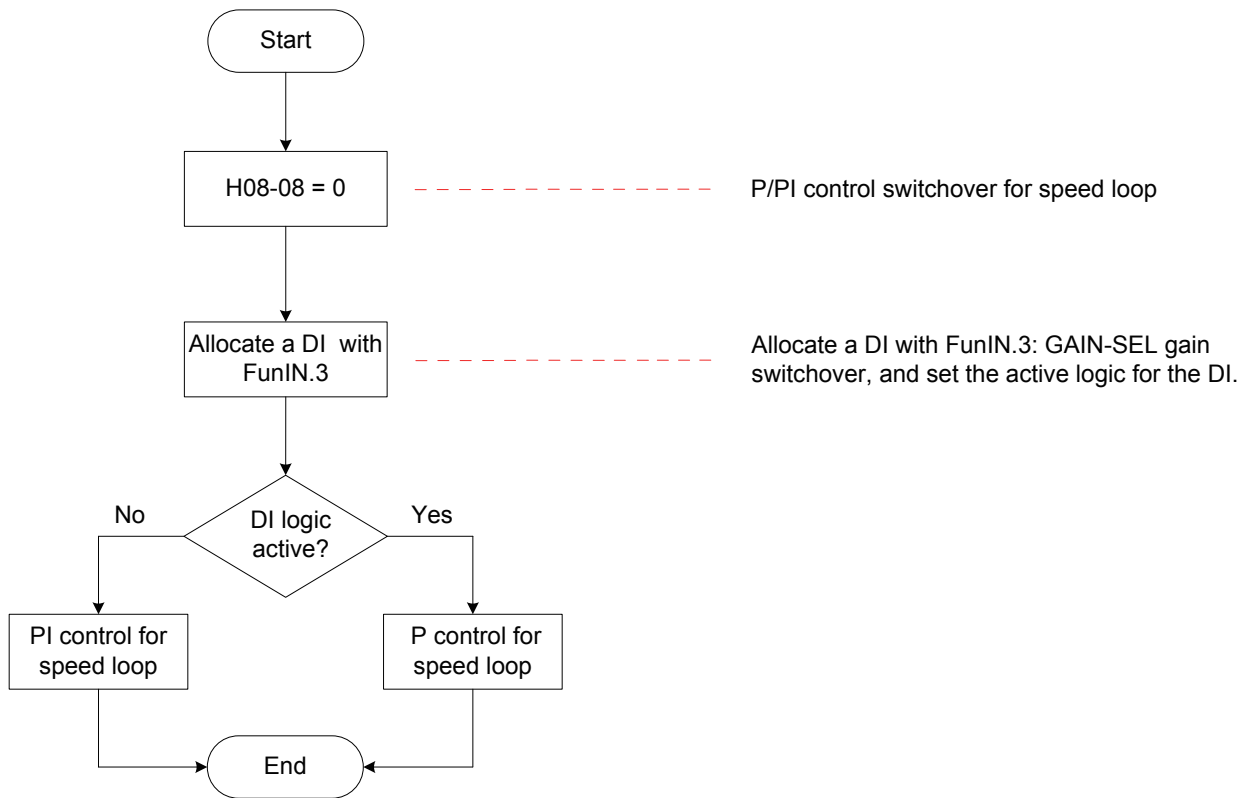 Start
H08-08 = 0
P/PI control switchover for speed loop
Allocate a DI with
FunIN.3
Allocate a DI with FunIN.3: GAIN-SEL gain
switchover, and set the active logic for the DI.
No
DI logic
active?
Yes
PI control for
speed loop
P control for
speed loop
End